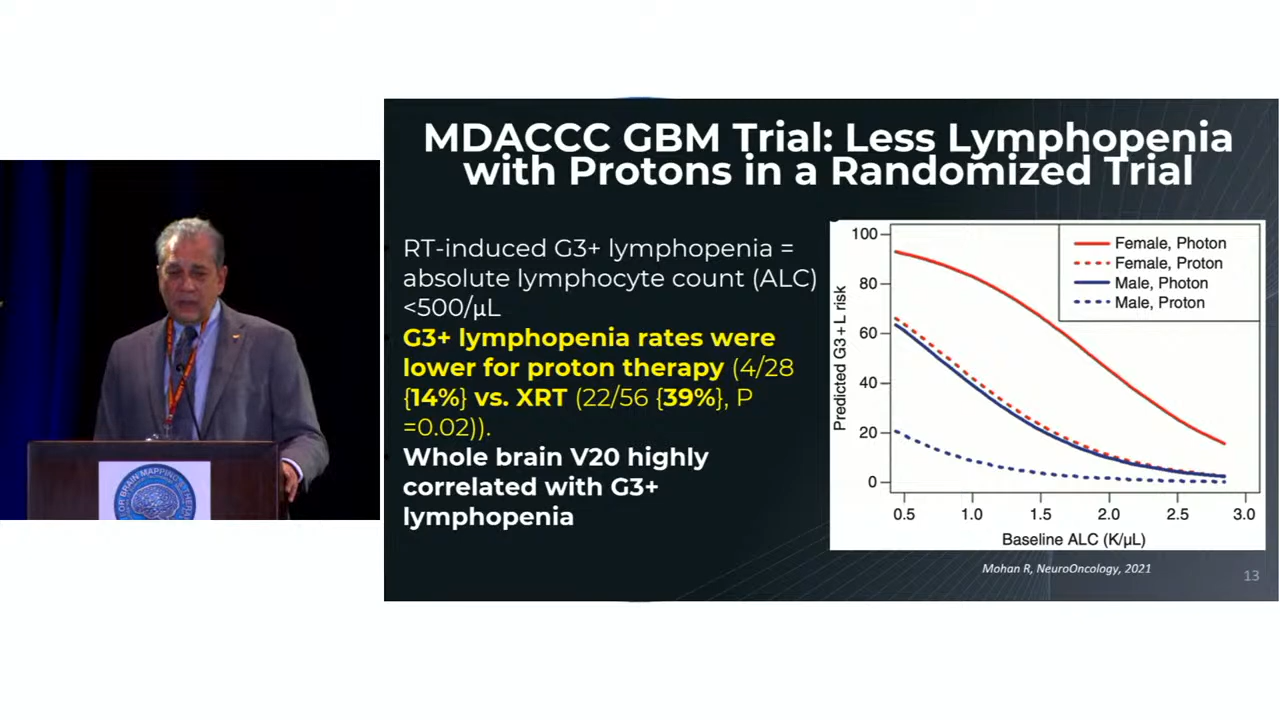 MDACCC GBM Trial: Less Lymphopenia
with Protons in a Randomized Trial
RT-induced G3+ lymphopenia =
absolute lymphocyte count (ALC)
<500/µL
G3+ lymphopenia rates were
lower for proton therapy (4/28
{14%} vs. XRT (22/56 {39%}, P
=0.02)).
Whole brain V20 highly
correlated with G3+
lymphopenia
Predicted G3+L risk
100
80
60
40
20
0
Female, Photon
Female, Proton
Male, Photon
Male, Proton
0.5 1.0 1.5 2.0 2.5 3.0
Baseline ALC (K/µL)
Mohan R, NeuroOncology, 2021
13
BRAIN MAPPING &